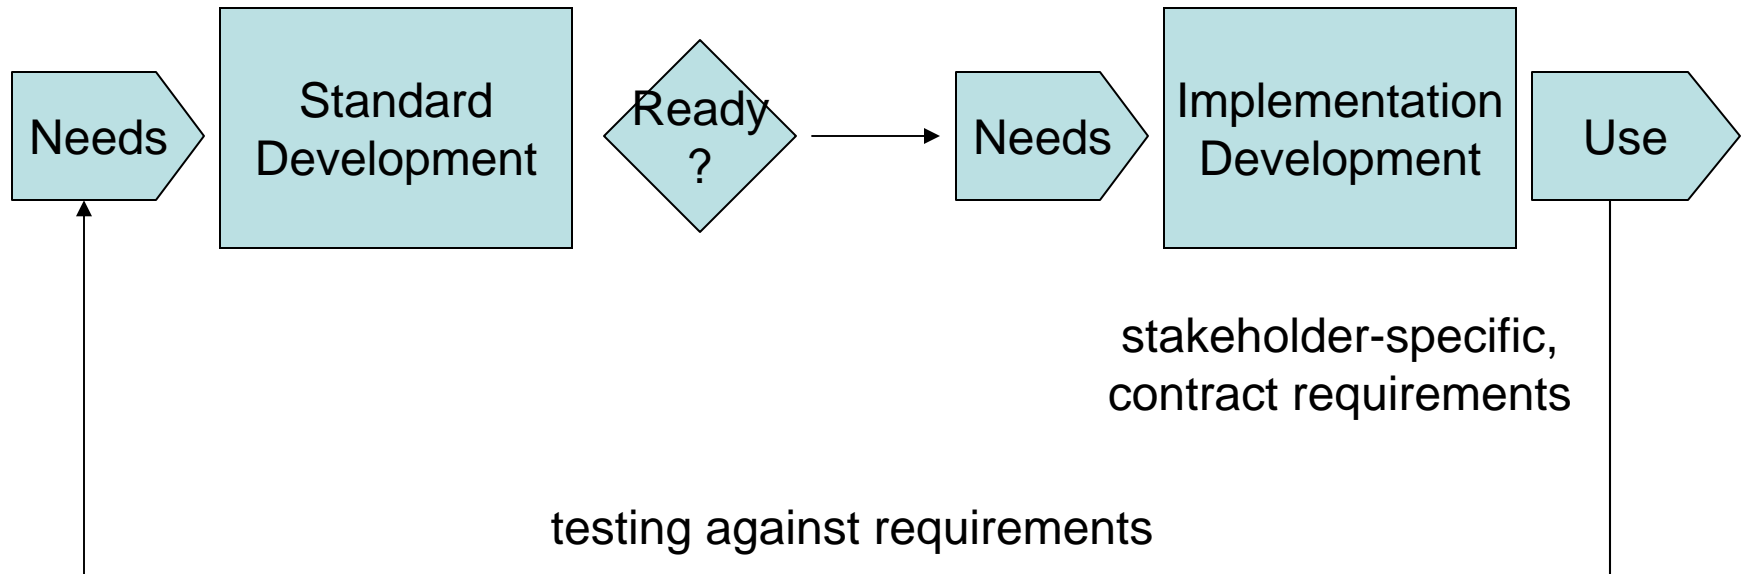 Needs
Standard
Development
Ready
?
Needs
Implementation
Development
Use
stakeholder-specific,
contract requirements
testing against requirements